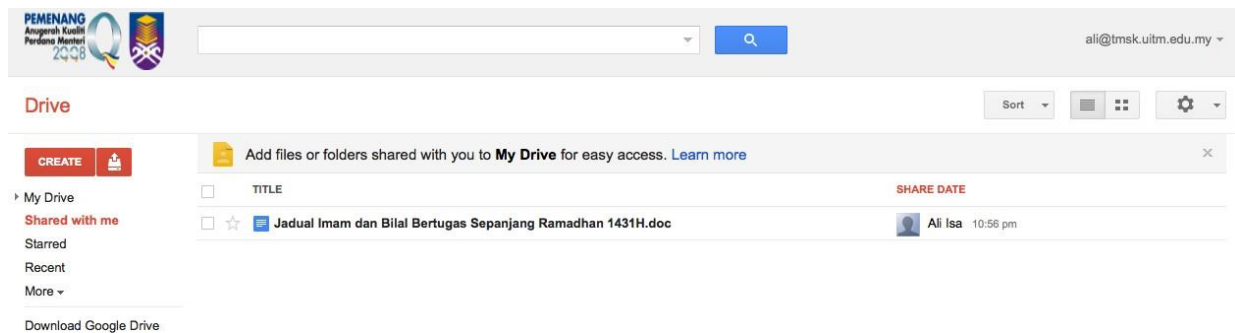 PEMENANG
Anugerah Kualiti
Perdana Menteri
2008
ali@tmsk.uitm.edu.my
Drive
Sort
CREATE
Add files or folders shared with you to My Drive for easy access. Learn more
TITLE
SHARE DATE
My Drive
Shared with me
Jadual Imam dan Bilal Bertugas Sepanjang Ramadhan 1431H.doc
Ali Isa 10:56 pm
Starred
Recent
More
Download Google Drive